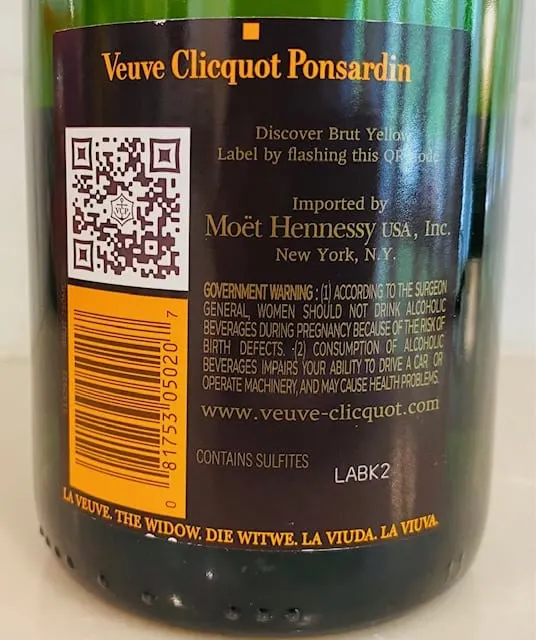 Veuve Clicquot Ponsardin
Discover Brut Yellow
Label by flashing this QR code
VCP
Imported by
Moët Hennessy USA, Inc.
New York, N.Y.
GOVERNMENT WARNING : (1) ACCORDING TO THE SURGEON
GENERAL, WOMEN SHOULD NOT DRINK ALCOHOLIC
BEVERAGES DURING PREGNANCY BECAUSE OF THE RISK OF
BIRTH DEFECTS. (2) CONSUMPTION OF ALCOHOLIC
BEVERAGES IMPAIRS YOUR ABILITY TO DRIVE A CAR OR
OPERATE MACHINERY, AND MAY CAUSE HEALTH PROBLEMS.
www.veuve-clicquot.com
0 81753 05020 7
CONTAINS SULFITES
LABK2
LA VEUVE. THE WIDOW. DIE WITWE. LA VIUDA. LA VIUVA.